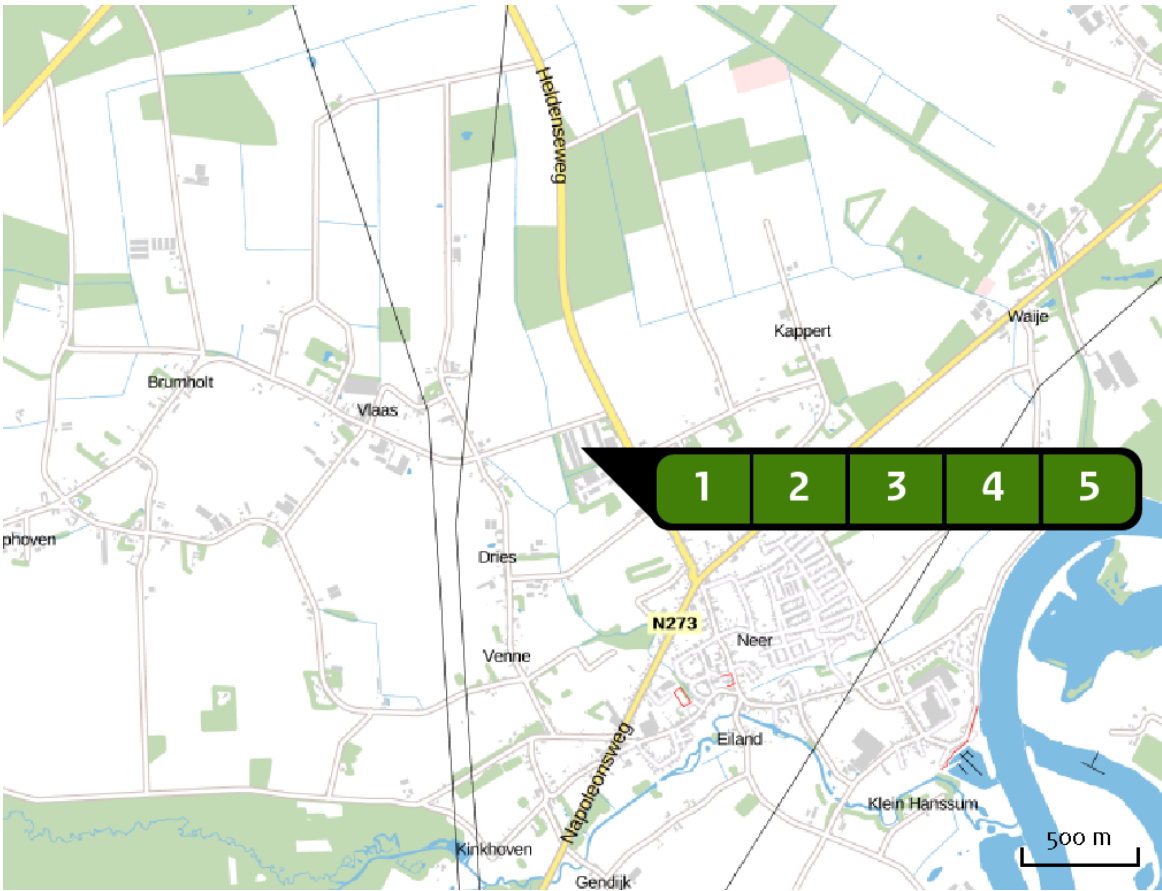 Heldenseweg
Waije
Kappert
Brumholt
Vlaas
1 2 3 4 5
phoven
Dries
N273
Neer
Venne
Napoleonsweg
Eiland
Klein Hanssum
500 m
Kinkhoven
Gendijk